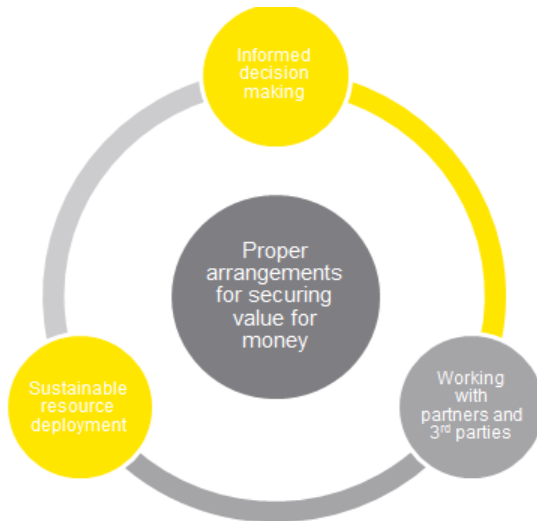 Informed
decision
making
Proper
arrangements
for securing
value for
money
Sustainable
resource
deployment
Working
with
partners and
3rd parties